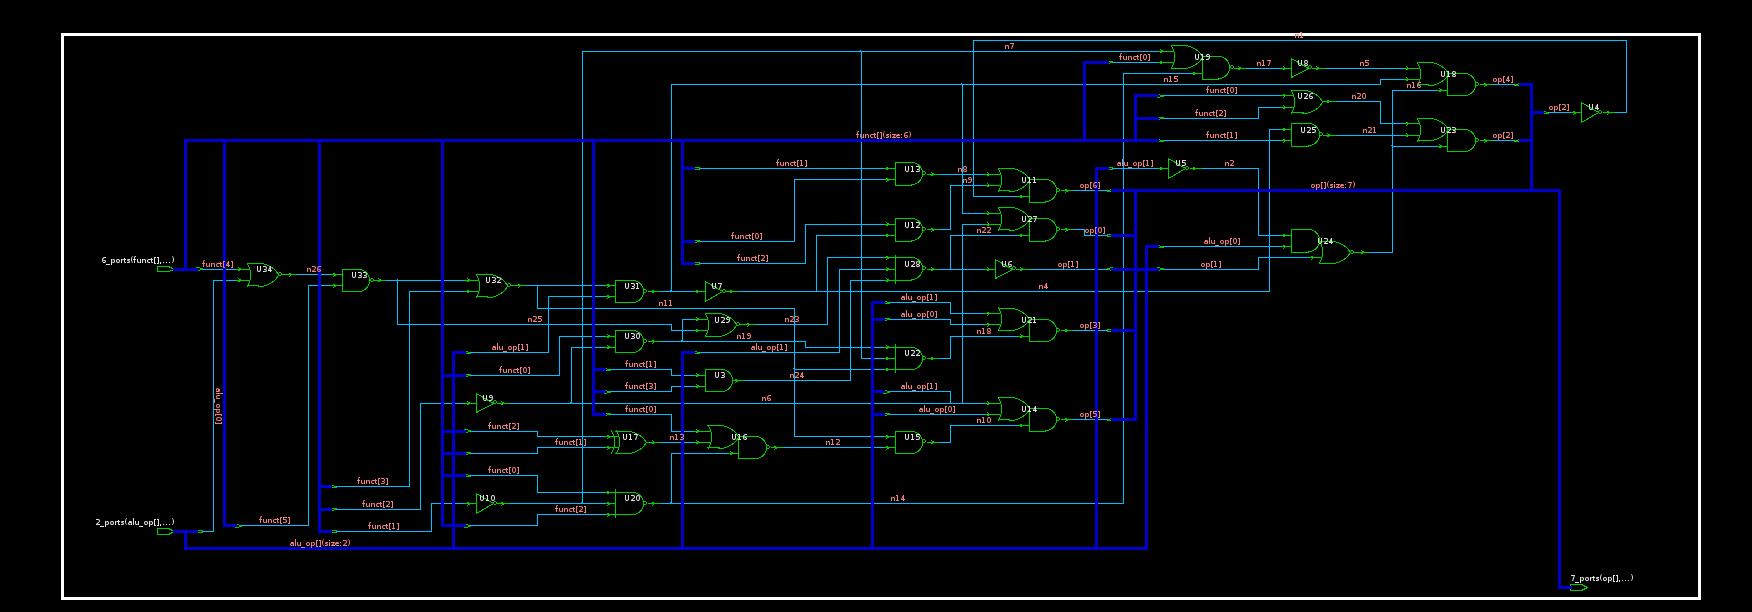 n1
n7
funct[0]
U19
n17
U8
n5
n15
U18
op[4]
n16
funct[0]
U26
n20
funct[2]
op[2]
U4
funct[](size:6)
funct[1]
U25
n21
U23
op[2]
funct[1]
U13
n8
alu_op[1]
U5
n2
n9
U11
op[6]
op[](size:7)
U12
U27
n22
op[0]
funct[0]
alu_op[0]
U24
funct[2]
6_ports(funct[],...)
funct[4]
U34
n26
U33
U32
U28
U6
op[1]
op[1]
U31
U7
n4
n11
alu_op[1]
n25
U29
n23
alu_op[0]
U21
op[3]
n18
U30
n19
alu_op[1]
alu_op[1]
U22
funct[0]
funct[1]
U3
n24
funct[3]
alu_op[1]
alu_op[0]
U9
n6
funct[0]
alu_op[0]
U14
op[5]
n10
funct[2]
funct[1]
U17
n13
U16
n12
U15
funct[0]
funct[3]
U10
U20
n14
funct[2]
funct[2]
2_ports(alu_op[],...)
funct[5]
funct[1]
alu_op[](size:2)
7_ports(op[],...)